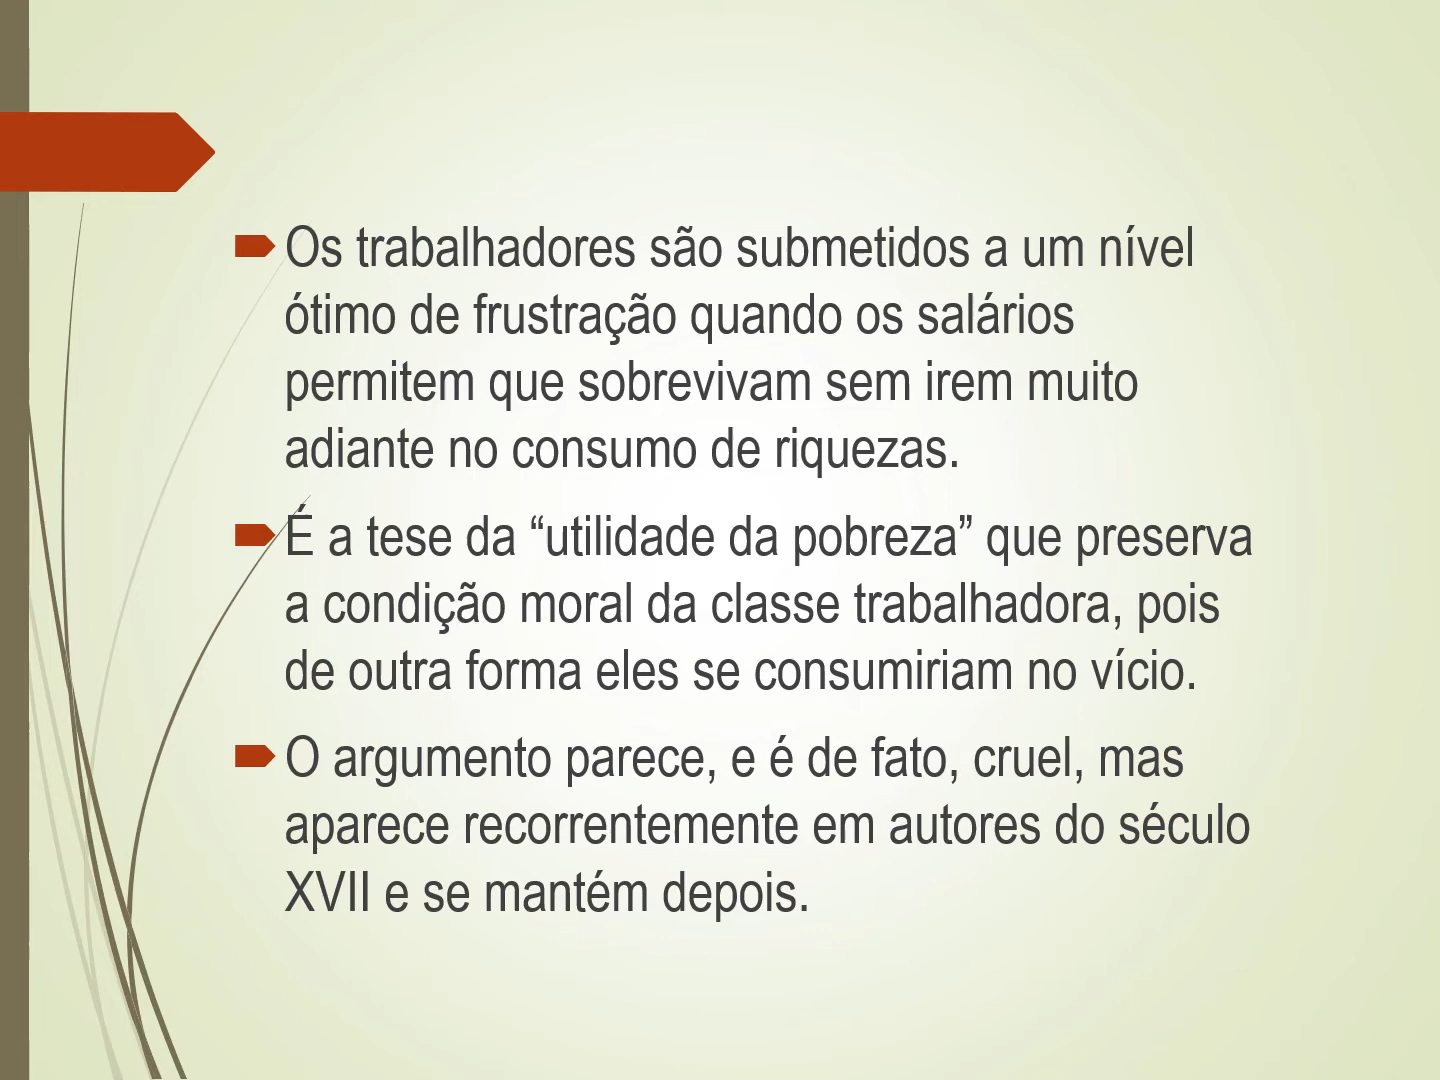 Os trabalhadores são submetidos a um nível
ótimo de frustração quando os salários
permitem que sobrevivam sem irem muito
adiante no consumo de riquezas.
É a tese da “utilidade da pobreza” que preserva
a condição moral da classe trabalhadora, pois
de outra forma eles se consumiriam no vício.
O argumento parece, e é de fato, cruel, mas
aparece recorrentemente em autores do século
XVII e se mantém depois.